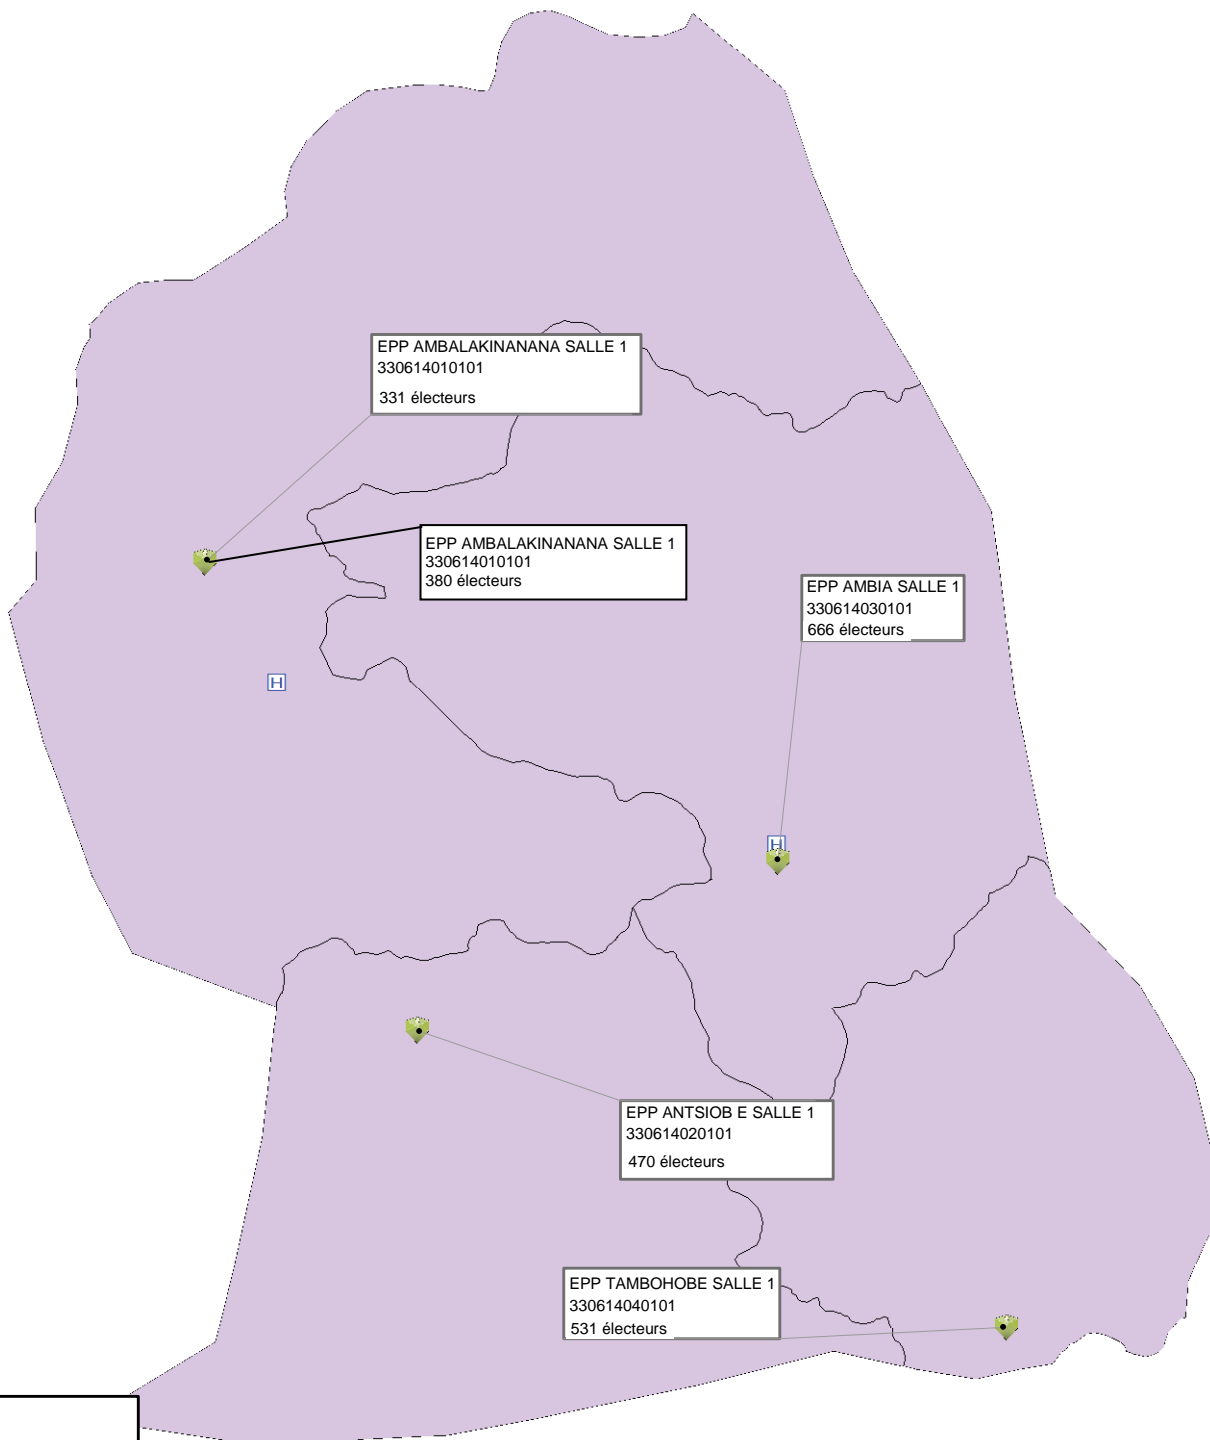 EPP AMBALAKINANANA SALLE 1
330614010101
331 électeurs
EPP AMBALAKINANANA SALLE 1
330614010101
380 électeurs
EPP AMBIA SALLE 1
330614030101
666 électeurs
H
H
EPP ANTSIOB E SALLE 1
330614020101
470 électeurs
EPP TAMBOHOBE SALLE 1
330614040101
531 électeurs